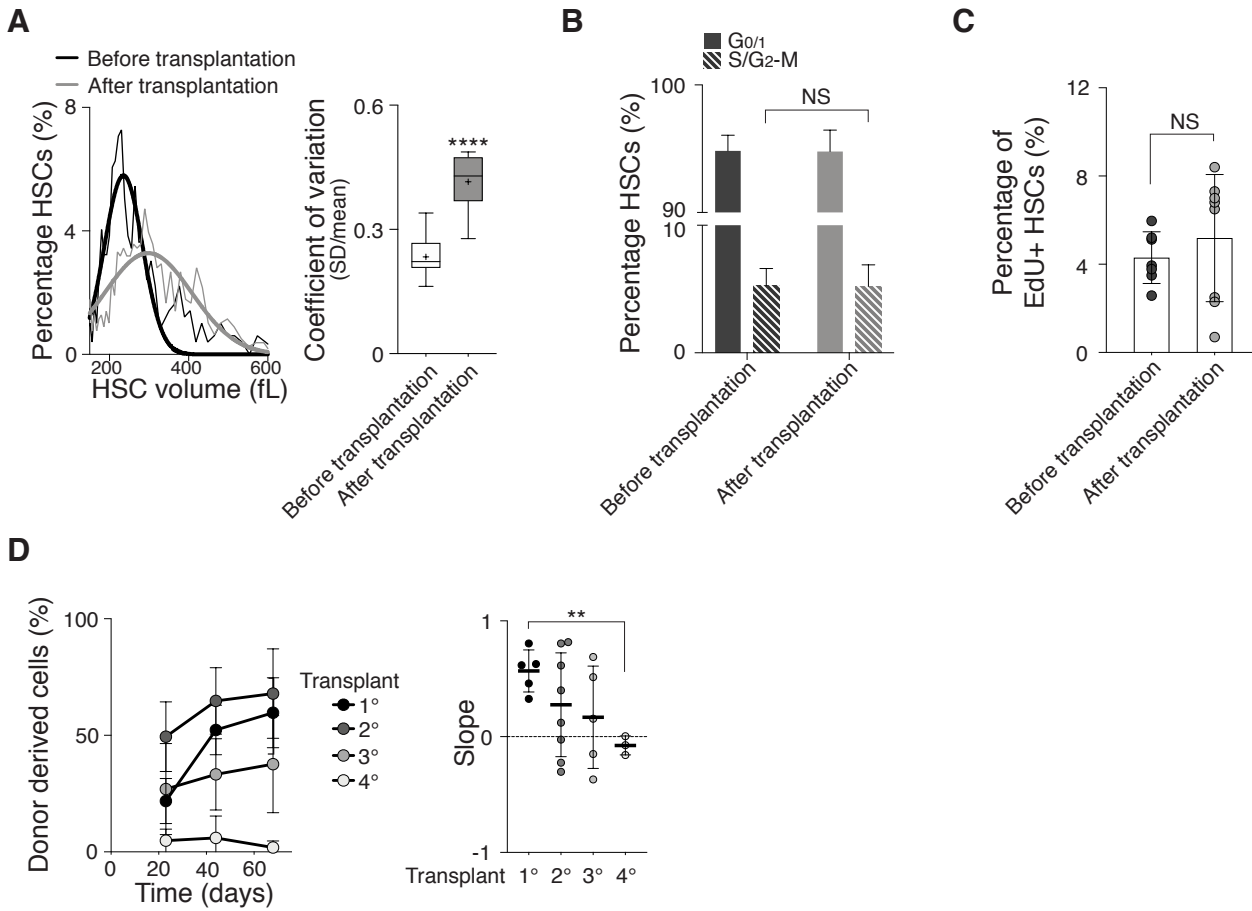 A
Before transplantation
After transplantation
Percentage HSCs (%)
8
4
0
200
400
600
HSC volume (fL)
Coefficient of variation
(SD/mean)
0.6
0.3
0
****
Before transplantation
After transplantation
B
G0/1
S/G2-M
Percentage HSCs (%)
100
90
10
0
NS
Before transplantation
After transplantation
C
Percentage of
EdU+ HSCs (%)
12
8
4
0
NS
Before transplantation
After transplantation
D
Donor derived cells (%)
100
50
0
0
20
40
60
Time (days)
Transplant
1°
2°
3°
4°
Slope
1
0
-1
**
Transplant 1° 2° 3° 4°